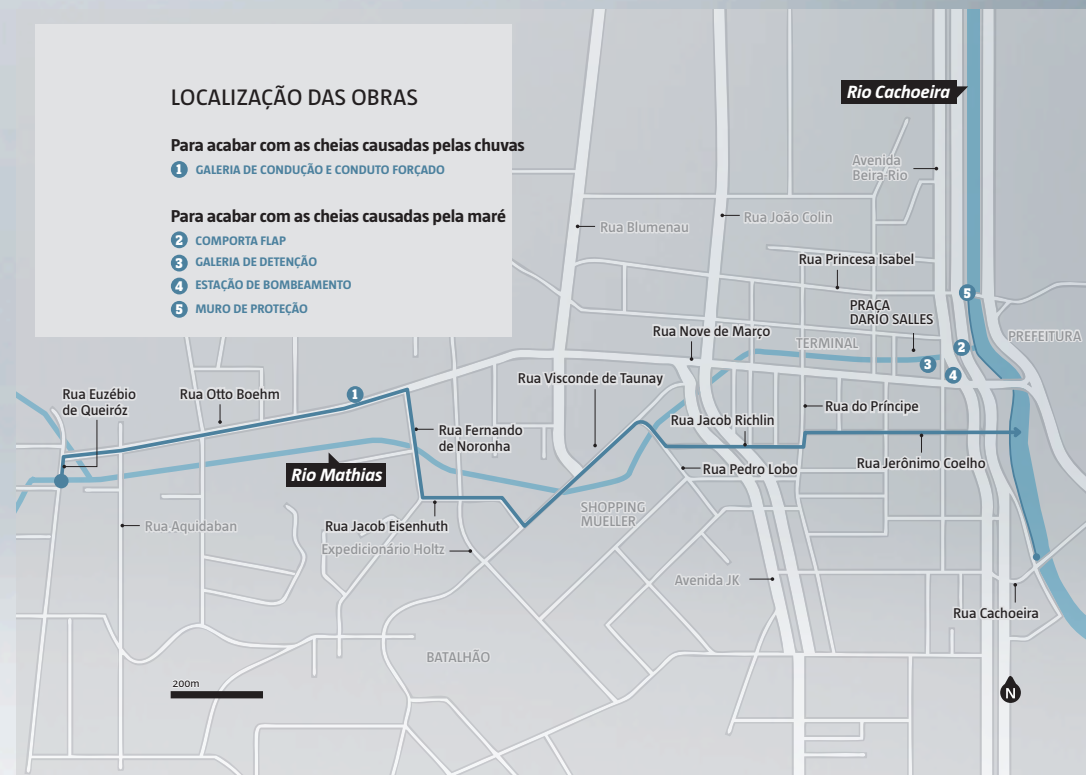 LOCALIZAÇÃO DAS OBRAS
Para acabar com as cheias causadas pelas chuvas
1 GALERIA DE CONDUÇÃO E CONDUTO FORÇADO
Para acabar com as cheias causadas pela maré
2 COMPORTA FLAP
3 GALERIA DE DETENÇÃO
4 ESTAÇÃO DE BOMBEAMENTO
5 MURO DE PROTEÇÃO
Rio Cachoeira
Avenida
Beira-Rio
Rua Blumenau
Rua João Colin
Rua Princesa Isabel
5
PRAÇA
DARIO SALLES
Rua Nove de Março
TERMINAL
2
PREFEITURA
3
4
Rua Visconde de Taunay
Rua Euzébio
de Queiróz
Rua Otto Boehm
1
Rua do Príncipe
Rua Jacob Richlin
Rua Fernando
de Noronha
Rio Mathias
Rua Pedro Lobo
Rua Jerônimo Coelho
SHOPPING
MUELLER
Rua Aquidaban
Rua Jacob Eisenhuth
Expedicionário Holtz
Avenida JK
Rua Cachoeira
BATALHÃO
200m
N